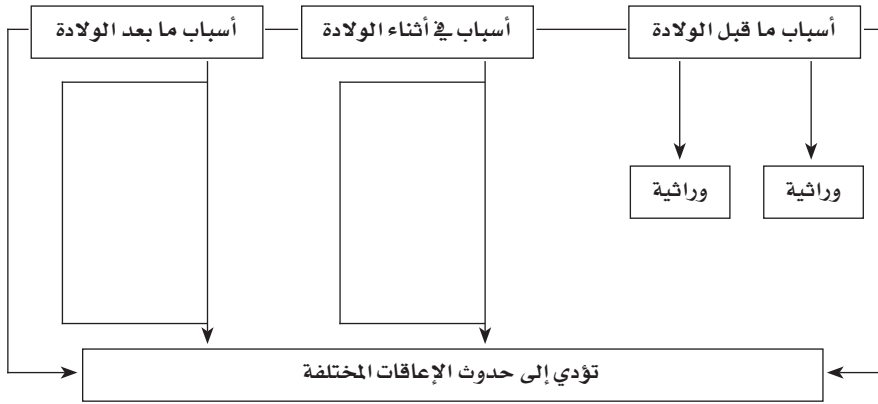 أسباب ما قبل الولادة
أسباب في أثناء الولادة
أسباب ما بعد الولادة
وراثية
وراثية
تؤدي إلى حدوث الإعاقات المختلفة